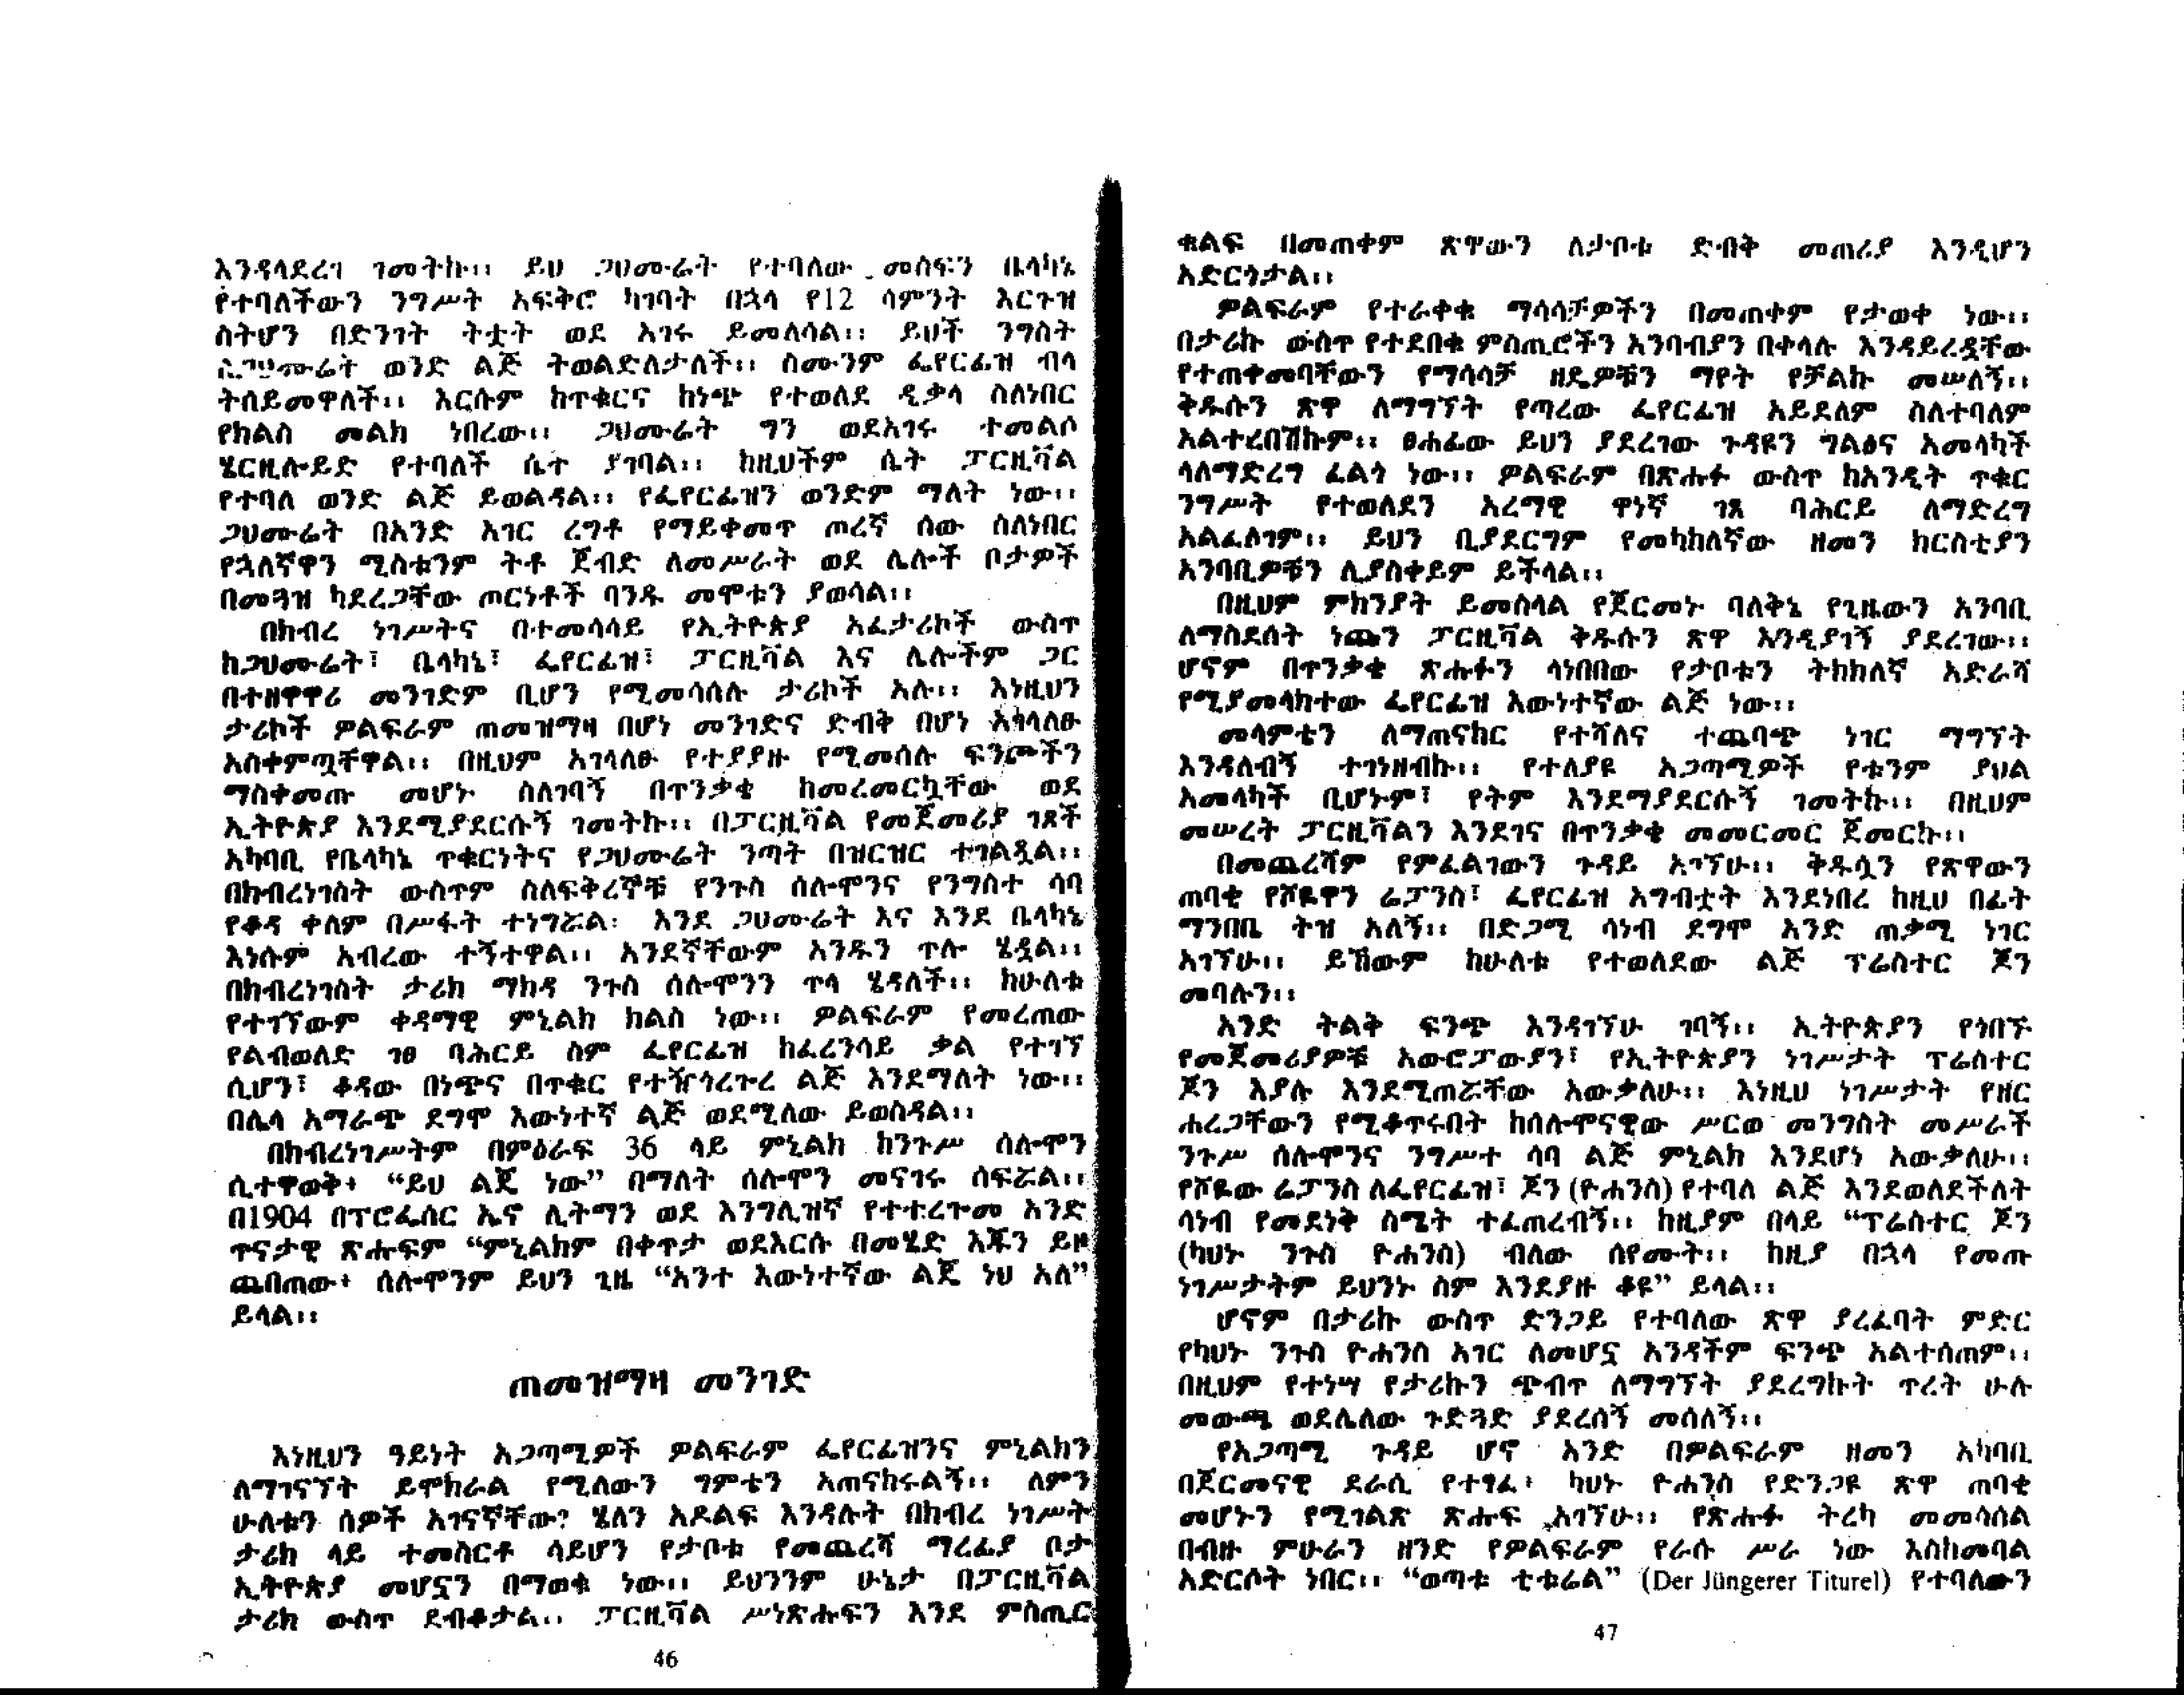 እንዳላደረገ ገመትኩ፡፡ ይህ ጋህሙሬት የተባለው መስፍን ቤላካኔ
የተባለችውን ንግሥት አፍቅሮ ካገባት በኋላ የ12 ሳምንት እርጉዝ
ስትሆን በድንገት ትቷት ወደ አገሩ ይመለሳል፡፡ ይህች ንግስት
ለጋህሙሬት ወንድ ልጅ ትወልድለታለች፡፡ ስሙንም ፌየርፊዝ ብላ
ትሰይመዋለች፡፡ እርሱም ከጥቁርና ከነጭ የተወለደ ዲቃላ ስለነበር
የክልስ መልክ ነበረው፡፡ ጋህሙሬት ግን ወደአገሩ ተመልሶ
ሄርዚሎይድ የተባለች ሴተ ያገባል፡፡ ከዚህችም ሴት ፓርዚቫል
የተባለ ወንድ ልጅ ይወልዳል፡፡ የፌየርፊዝን ወንድም ማለት ነው፡፡
ጋህሙሬት በአንድ አገር ረግቶ የማይቀመጥ ጦረኛ ሰው ስለነበር
የኋለኛዋን ሚስቱንም ትቶ ጀብድ ለመሥራት ወደ ሌሎች ቦታዎች
በመጓዝ ካደረጋቸው ጦርነቶች ባንዱ መሞቱን ያወሳል፡፡
በክብረ ነገሥትና በተመሳሳይ የኢትዮጵያ አፈታሪኮች ውስጥ
ከጋህሙሬት፣ ቤላካኔ፣ ፌየርፊዝ፣ ፓርዚቫል እና ሌሎችም ጋር
በተዘዋዋሪ መንገድም ቢሆን የሚመሳሰሉ ታሪኮች አሉ፡፡ እነዚህን
ታሪኮች ዎልፍራም ጠመዝማዛ በሆነ መንገድና ድብቅ በሆነ አገላለፁ
አስቀምጧቸዋል፡፡ በዚህም አገላለፁ የተያያዙ የሚመሰሉ ፍንጮችን
ማስቀመጡ መሆኑ ስለገባኝ በጥንቃቄ ከመረመርኳቸው ወደ
ኢትዮጵያ እንደሚያደርሱኝ ገመትኩ፡፡ በፓርዚቫል የመጀመሪያ ገጾች
አካባቢ የቤላካኔ ጥቁርነትና የጋህሙሬት ንጣት በዝርዝር ተገልጿል፡፡
በክብረነገስት ውስጥም ስለፍቅረኞቹ የንጉስ ሰሎሞንና የንግስተ ሳባ
የቆዳ ቀለም በሥፋት ተነግሯል፡ እንደ ጋህሙሬት እና እንደ ቤላካኔ
እነሱም አብረው ተኝተዋል፡፡ አንደኛቸውም አንዱን ጥሎ ሄዷል፡፡
በክብረነገስት ታሪክ ማክዳ ንጉስ ሰሎሞንን ጥላ ሄዳለች፡፡ ከሁለቱ
የተገኘውም ቀዳማዊ ምኒልክ ክልስ ነው፡፡ ዎልፍራም የመረጠው
የልብወለድ ገፀ ባሕርይ ስም ፌየርፊዝ ከፈረንሳይ ቃል የተገኘ
ሲሆን፣ ቆዳው በነጭና በጥቁር የተዥጎረጎረ ልጅ እንደማለት ነው፡፡
በሌላ አማራጭ ደግሞ እውነተኛ ልጅ ወደሚለው ይወስዳል፡፡
በክብረነገሥትም በምዕራፍ 36 ላይ ምኒልክ ከንጉሥ ሰሎሞን
ሲተዋወቅ፥ “ይህ ልጄ ነው” በማለት ሰሎሞን መናገሩ ሰፍሯል፡፡
በ1904 በፕሮፌሰር ኤኖ ሊትማን ወደ እንግሊዝኛ የተተረጐመ አንድ
ጥናታዊ ጽሑፍም “ምኒልክም በቀጥታ ወደእርሱ በመሄድ እጁን ይዞ
ጨበጠው፥ ሰሎሞንም ይህን ጊዜ “አንተ እውነተኛው ልጄ ነህ አለ”
ይላል፡፡
ጠመዝማዛ መንገድ
እነዚህን ዓይነት አጋጣሚዎች ዎልፍራም ፌየርፊዝንና ምኒልክን
ለማገናኘት ይሞክራል የሚለውን ግምቴን አጠናከሩልኝ፡፡ ለምን
ሁለቱን ሰዎች አገናኛቸው? ሄለን አዶልፍ እንዳሉት በክብረ ነገሥት
ታሪክ ላይ ተመስርቶ ሳይሆን የታቦቱ የመጨረሻ ማረፊያ ቦታ
ኢትዮጵያ መሆኗን በማወቁ ነው፡፡ ይህንንም ሁኔታ በፓርዚቫል
ታሪክ ውስጥ ደብቆታል፡፡ ፓርዚቫል ሥነጽሑፍን እንደ ምስጢር
46
ቁልፍ በመጠቀም ጽዋውን ለታቦቱ ድብቅ መጠሪያ እንዲሆን
አድርጎታል፡፡
ዎልፍራም የተራቀቁ ማሳሳቻዎችን በመጠቀም የታወቀ ነው፡፡
በታሪኩ ውስጥ የተደበቁ ምስጢሮችን አንባብያን በቀላሉ እንዳይረዷቸው
የተጠቀመባቸውን የማሳሳቻ ዘዴዎቹን ማየት የቻልኩ መሠለኝ፡፡
ቅዱሱን ጽዋ ለማግኘት የጣረው ፌየርፊዝ አይደለም ስለተባለም
አልተረበሽኩም፡፡ ፀሐፊው ይህን ያደረገው ጉዳዩን ግልፅና አመላካች
ላለማድረግ ፈልጎ ነው፡፡ ዎልፍራም በጽሑፉ ውስጥ ከአንዲት ጥቁር
ንግሥት የተወለደን አረማዊ ዋነኛ ገጸ ባሕርይ ለማድረግ
አልፈለገም፡፡ ይህን ቢያደርግም የመካከለኛው ዘመን ክርስቲያን
አንባቢዎቹን ሊያስቀይም ይችላል፡፡
በዚህም ምክንያት ይመስላል የጀርመኑ ባለቅኔ የጊዜውን አንባቢ
ለማስደሰት ነጩን ፓርዚቫል ቅዱሱን ጽዋ እንዲያገኝ ያደረገው፡፡
ሆኖም በጥንቃቄ ጽሑፉን ላነበበው የታቦቱን ትክክለኛ አድራሻ
የሚያመላክተው ፌየርፊዝ እውነተኛው ልጅ ነው፡፡
መላምቴን ለማጠናከር የተሻለና ተጨባጭ ነገር ማግኘት
እንዳለብኝ ተገነዘብኩ፡፡ የተለያዩ አጋጣሚዎች የቱንም ያህል
አመላካች ቢሆኑም፣ የትም እንደማያደርሱኝ ገመትኩ፡፡ በዚህም
መሠረት ፓርዚቫልን እንደገና በጥንቃቄ መመርመር ጀመርኩ፡፡
በመጨረሻም የምፈልገውን ጉዳይ አገኘሁ፡፡ ቅዱሷን የጽዋውን
ጠባቂ የሾዬዋን ሬፓንስ፣ ፌየርፊዝ አግብቷት እንደነበረ ከዚህ በፊት
ማንበቤ ትዝ አለኝ፡፡ በድጋሚ ሳነብ ደግሞ አንድ ጠቃሚ ነገር
አገኘሁ፡፡ ይኸውም ከሁለቱ የተወለደው ልጅ ፕሬስተር ጆን
መባሉን፡፡
አንድ ትልቅ ፍንጭ እንዳገኘሁ ገባኝ፡፡ ኢትዮጵያን የጎበኙ
የመጀመሪያዎቹ አውሮፓውያን፣ የኢትዮጵያን ነገሥታት ፕሬስተር
ጆን እያሉ እንደሚጠሯቸው አውቃለሁ፡፡ እነዚህ ነገሥታት የዘር
ሐረጋቸውን የሚቆጥሩበት ከሰሎሞናዊው ሥርወ መንግስት መሥራች
ንጉሥ ሰሎሞንና ንግሥተ ሳባ ልጅ ምኒልክ እንደሆነ አውቃለሁ፡፡
የሾዬው ሬፓንስ ለፌየርፊዝ፣ ጆን (ዮሐንስ) የተባለ ልጅ እንደወለደችለት
ሳነብ የመደነቅ ስሜት ተፈጠረብኝ፡፡ ከዚያም በላይ “ፕሬስተር ጆን
(ካህኑ ንጉስ ዮሐንስ) ብለው ሰየሙት፡፡ ከዚያ በኋላ የመጡ
ነገሥታትም ይህንኑ ስም እንደያዙ ቆዩ” ይላል፡፡
ሆኖም በታሪኩ ውስጥ ድንጋይ የተባለው ጽዋ ያረፈባት ምድር
የካህኑ ንጉስ ዮሐንስ አገር ለመሆኗ አንዳችም ፍንጭ አልተሰጠም፡፡
በዚህም የተነሣ የታሪኩን ጭብጥ ለማግኘት ያደረግኩት ጥረት ሁሉ
መውጫ ወደሌለው ጉድጓድ ያደረሰኝ መሰለኝ፡፡
የአጋጣሚ ጉዳይ ሆኖ አንድ በዎልፍራም ዘመን አካባቢ
በጀርመናዊ ደራሲ የተፃፈ፥ ካህኑ ዮሐንስ የድንጋዩ ጽዋ ጠባቂ
መሆኑን የሚገልጽ ጽሑፍ አገኘሁ፡፡ የጽሑፉ ትረካ መመሳሰል
በብዙ ምሁራን ዘንድ የዎልፍራም የራሱ ሥራ ነው እስከመባል
አድርሶት ነበር፡፡ “ወጣቱ ቲቱሬል” (Der Jüngerer Titurel) የተባለውን
47